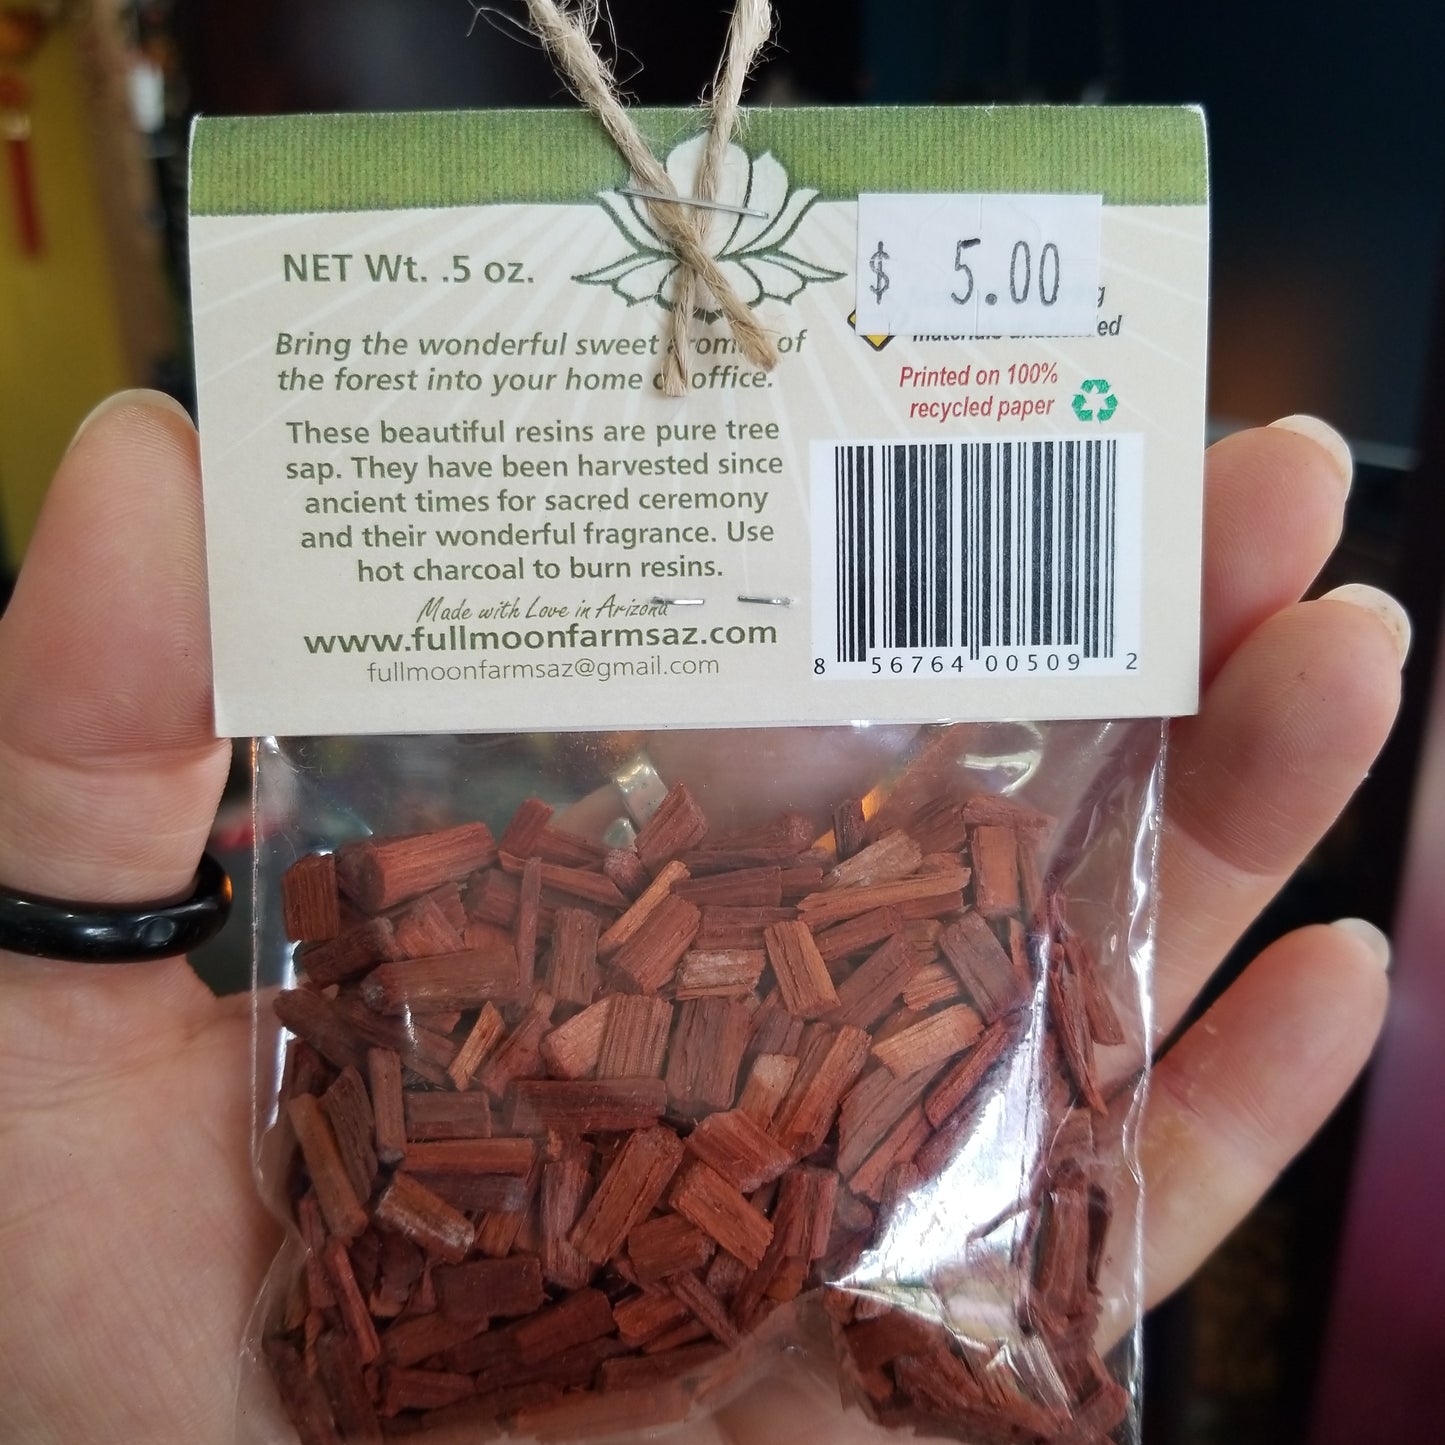 NET Wt. .5 oz.
Bring the wonderful sweet of
the forest into your home office.
These beautiful resins are pure tree
sap. They have been harvested since
ancient times for sacred ceremony
and their wonderful fragrance. Use
hot charcoal to burn resins.
Made with Love in Arizona
www.fullmoonfarmsaz.com
fullmoonfarmsaz@gmail.com
$ 5.00
Printed on 100%
recycled paper
8 56764 00509 2